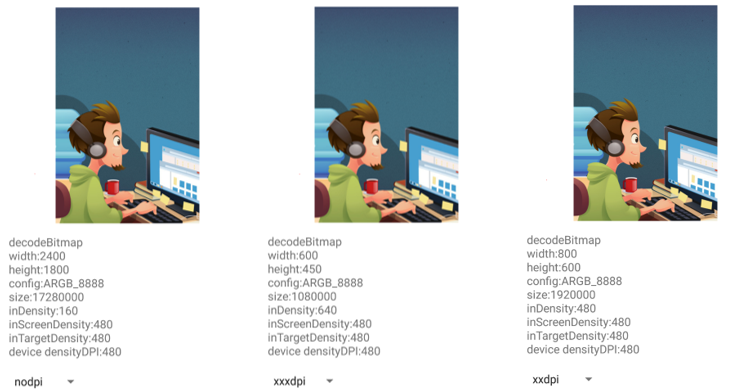 decodeBitmap
width:2400
height:1800
config:ARGB_8888
size:17280000
inDensity:160
inScreenDensity:480
inTargetDensity:480
device densityDPI:480
nodpi
decodeBitmap
width:600
height:450
config:ARGB_8888
size:1080000
inDensity:640
inScreenDensity:480
inTargetDensity:480
device densityDPI:480
xxxdpi
decodeBitmap
width:800
height:600
config:ARGB_8888
size:1920000
inDensity:480
inScreenDensity:480
inTargetDensity:480
device densityDPI:480
xxdpi